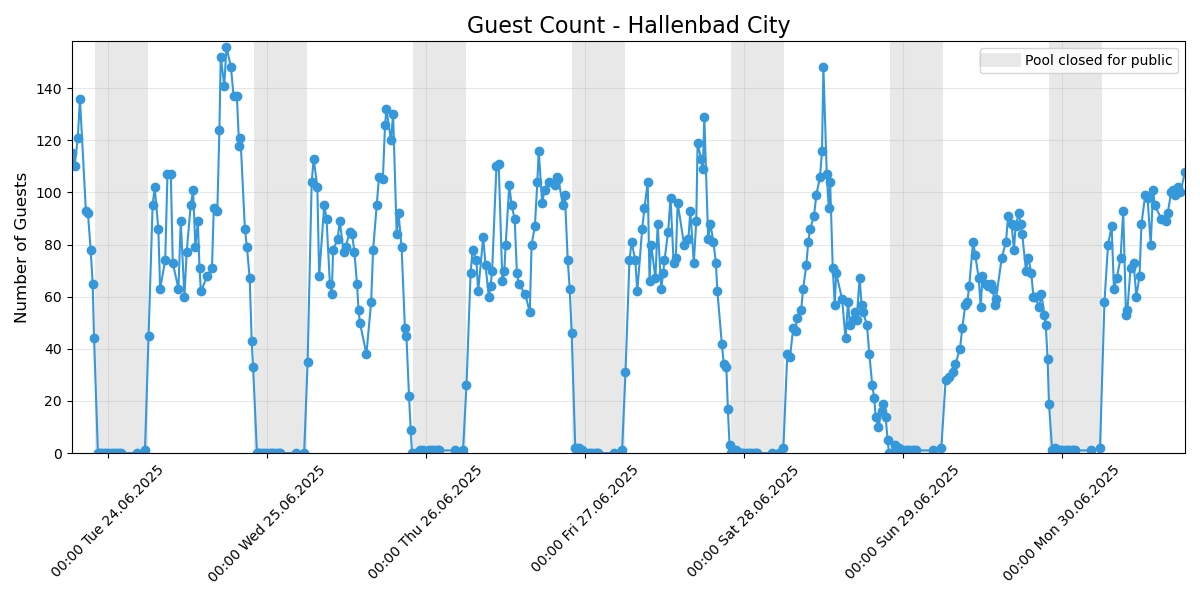 Guest Count - Hallenbad City
Pool closed for public
Number of Guests
140
120
100
80
60
40
20
0
00:00 Tue 24.06.2025
00:00 Wed 25.06.2025
00:00 Thu 26.06.2025
00:00 Fri 27.06.2025
00:00 Sat 28.06.2025
00:00 Sun 29.06.2025
00:00 Mon 30.06.2025